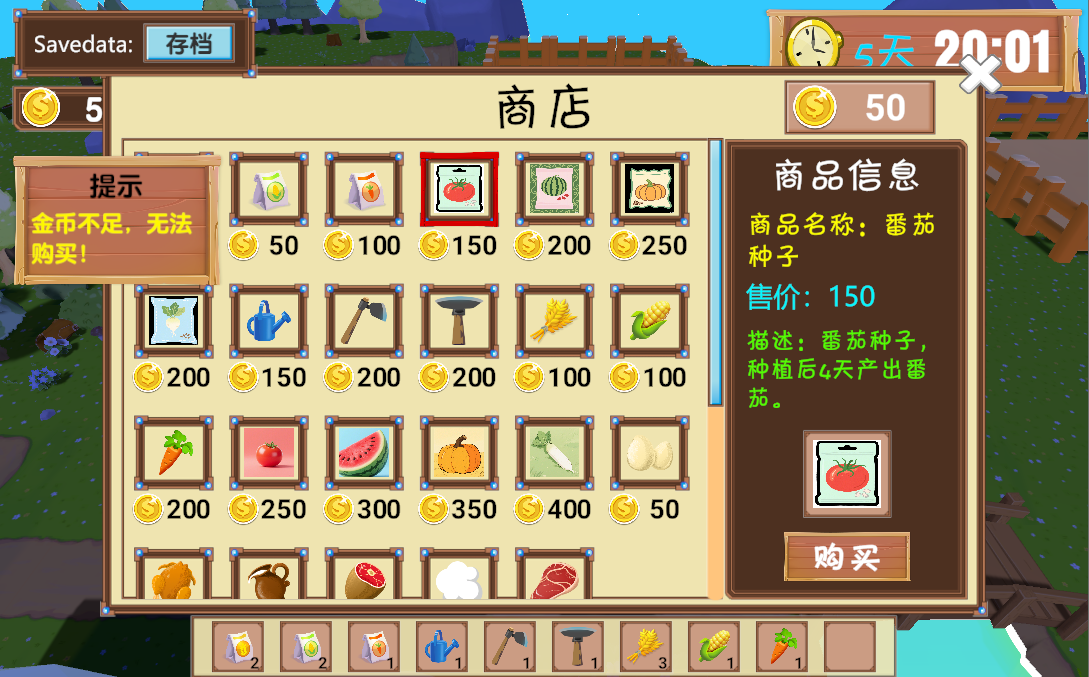 Savedata: 存档
5天 20:01
5
商店
50
提示
金币不足，无法
购买！
50 100 150 200 250
200 150 200 200 100 100
200 250 300 350 400 50
商品信息
商品名称：番茄
种子
售价：150
描述：番茄种子，
种植后4天产出番
茄。
购买
2 2 1 1 1 1 3 1 1